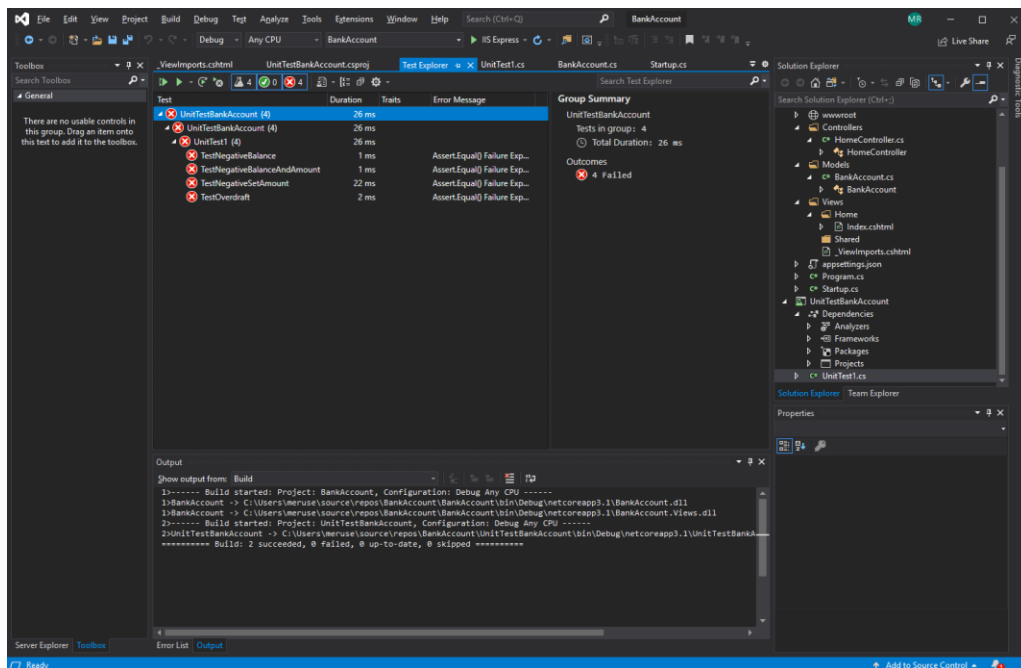 File Edit View Project Build Debug Test Analyze Tools Extensions Window Help Search (Ctrl+Q) BankAccount MR
Debug Any CPU BankAccount IIS Express Live Share
Toolbox
Search Toolbox
General
There are no usable controls in
this group. Drag an item onto
this text to add it to the toolbox.
_ViewImports.cshtml UnitTestBankAccount.csproj Test Explorer UnitTest1.cs BankAccount.cs Startup.cs
4 0 4 Search Test Explorer
Test Duration Traits Error Message
UnitTestBankAccount (4) 26 ms
UnitTestBankAccount (4) 26 ms
UnitTest1 (4) 26 ms
TestNegativeBalance 1 ms Assert.Equal() Failure Exp...
TestNegativeBalanceAndAmount 1 ms Assert.Equal() Failure Exp...
TestNegativeSetAmount 22 ms Assert.Equal() Failure Exp...
TestOverdraft 2 ms Assert.Equal() Failure Exp...
Group Summary
UnitTestBankAccount
Tests in group: 4
Total Duration: 26 ms
Outcomes
4 Failed
Solution Explorer
Search Solution Explorer (Ctrl+;)
wwwroot
Controllers
C# HomeController.cs
HomeController
Models
C# BankAccount.cs
BankAccount
Views
Home
Index.cshtml
Shared
_ViewImports.cshtml
appsettings.json
C# Program.cs
C# Startup.cs
UnitTestBankAccount
Dependencies
Analyzers
Frameworks
Packages
Projects
C# UnitTest1.cs
Solution Explorer Team Explorer
Diagnostic Tools
Properties
Output
Show output from: Build
1>------ Build started: Project: BankAccount, Configuration: Debug Any CPU ------
1>BankAccount -> C:\Users\meruse\source\repos\BankAccount\BankAccount\bin\Debug\netcoreapp3.1\BankAccount.dll
1>BankAccount -> C:\Users\meruse\source\repos\BankAccount\BankAccount\bin\Debug\netcoreapp3.1\BankAccount.Views.dll
2>------ Build started: Project: UnitTestBankAccount, Configuration: Debug Any CPU ------
2>UnitTestBankAccount -> C:\Users\meruse\source\repos\BankAccount\UnitTestBankAccount\bin\Debug\netcoreapp3.1\UnitTestBankA
========== Build: 2 succeeded, 0 failed, 0 up-to-date, 0 skipped ==========
Server Explorer Toolbox Error List Output
Ready Add to Source Control